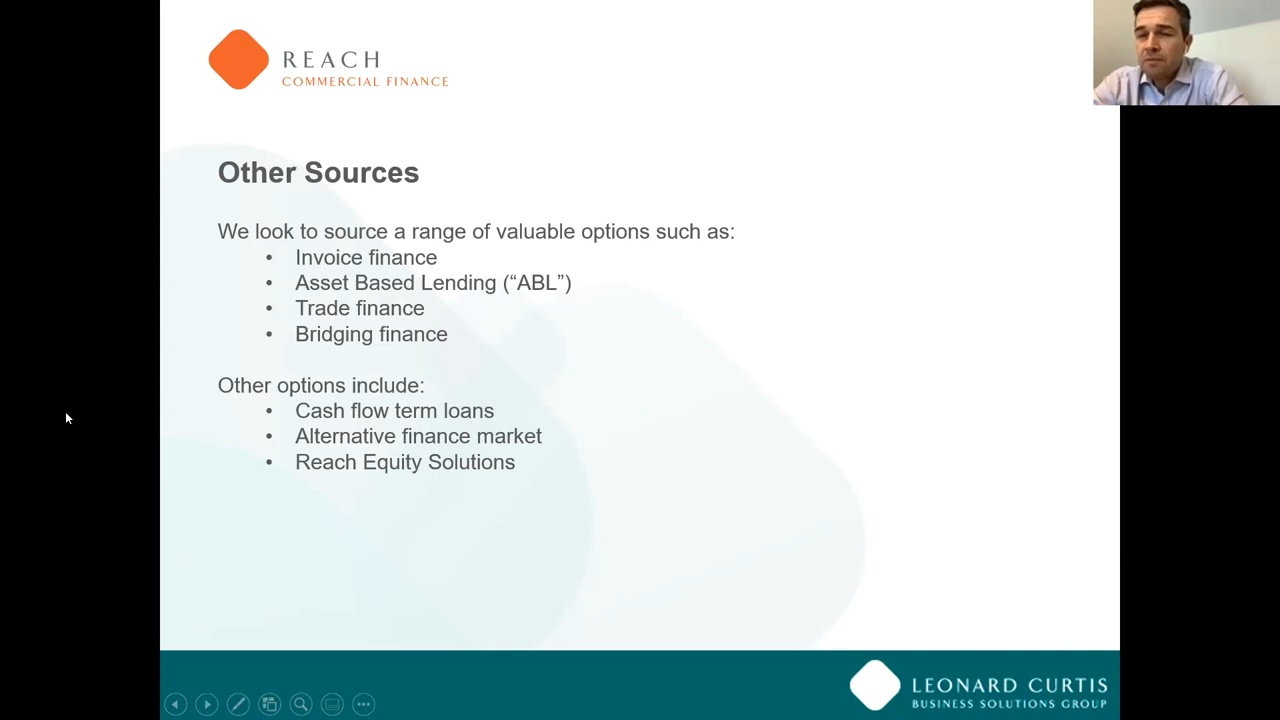 REACH
COMMERCIAL FINANCE
Other Sources
We look to source a range of valuable options such as:
• Invoice finance
• Asset Based Lending (“ABL”)
• Trade finance
• Bridging finance
Other options include:
• Cash flow term loans
• Alternative finance market
• Reach Equity Solutions
LEONARD CURTIS
BUSINESS SOLUTIONS GROUP